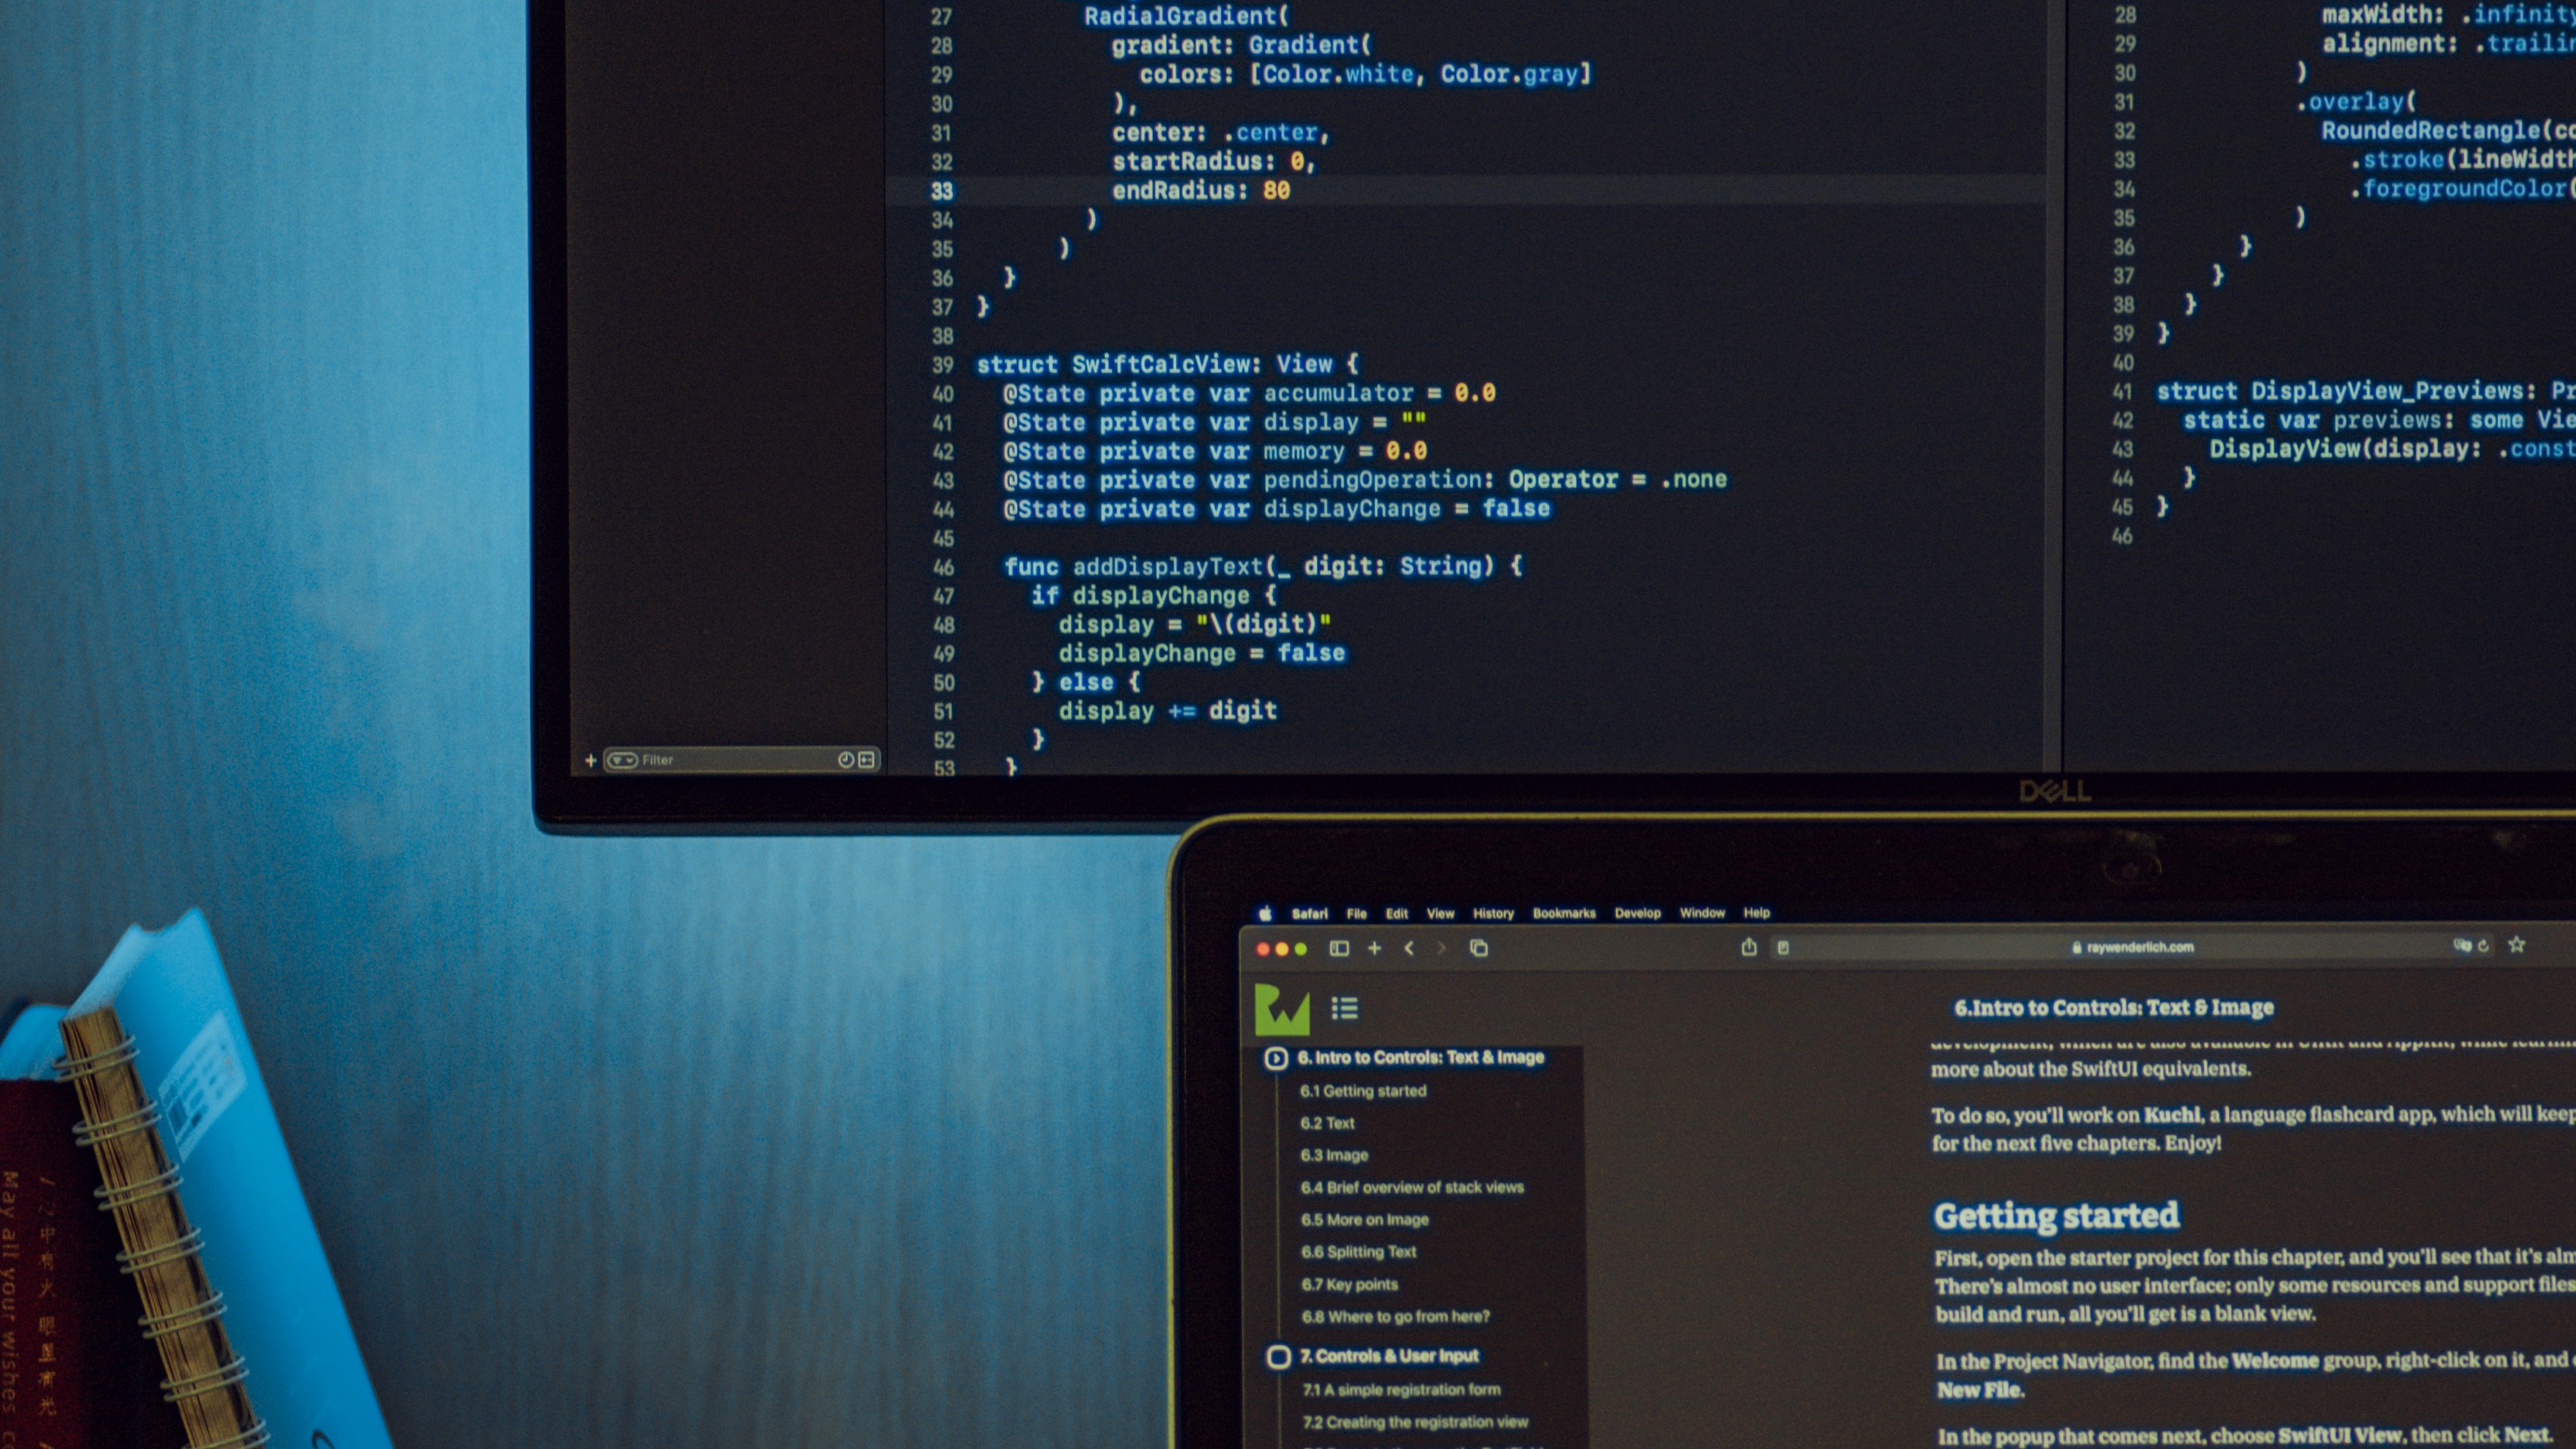 27 RadialGradient(
28 gradient: Gradient(
29 colors: [Color.white, Color.gray]
30 ),
31 center: .center,
32 startRadius: 0,
33 endRadius: 80
34 )
35 )
36 }
37 }
38
39 struct SwiftCalcView: View {
40 @State private var accumulator = 0.0
41 @State private var display = ""
42 @State private var memory = 0.0
43 @State private var pendingOperation: Operator = .none
44 @State private var displayChange = false
45
46 func addDisplayText(_ digit: String) {
47 if displayChange {
48 display = "\(digit)"
49 displayChange = false
50 } else {
51 display += digit
52 }
53 }
+ Filter
28 maxWidth: .infinity
29 alignment: .trailin
30 )
31 .overlay(
32 RoundedRectangle(co
33 .stroke(lineWidth
34 .foregroundColor(
35 )
36 }
37 }
38 }
39 }
40
41 struct DisplayView_Previews: Pr
42 static var previews: some Vie
43 DisplayView(display: .const
44 }
45 }
46
DELL
Safari File Edit View History Bookmarks Develop Window Help
raywenderlich.com
RW
6.Intro to Controls: Text & Image
6. Intro to Controls: Text & Image
6.1 Getting started
6.2 Text
6.3 Image
6.4 Brief overview of stack views
6.5 More on Image
6.6 Splitting Text
6.7 Key points
6.8 Where to go from here?
7. Controls & User Input
7.1 A simple registration form
7.2 Creating the registration view
more about the SwiftUI equivalents.
To do so, you'll work on Kuchi, a language flashcard app, which will keep
for the next five chapters. Enjoy!
Getting started
First, open the starter project for this chapter, and you'll see that it's alm
There's almost no user interface; only some resources and support files
build and run, all you'll get is a blank view.
In the Project Navigator, find the Welcome group, right-click on it, and
New File.
In the popup that comes next, choose SwiftUI View, then click Next.
心中有火 眼里有光
May all your wishes